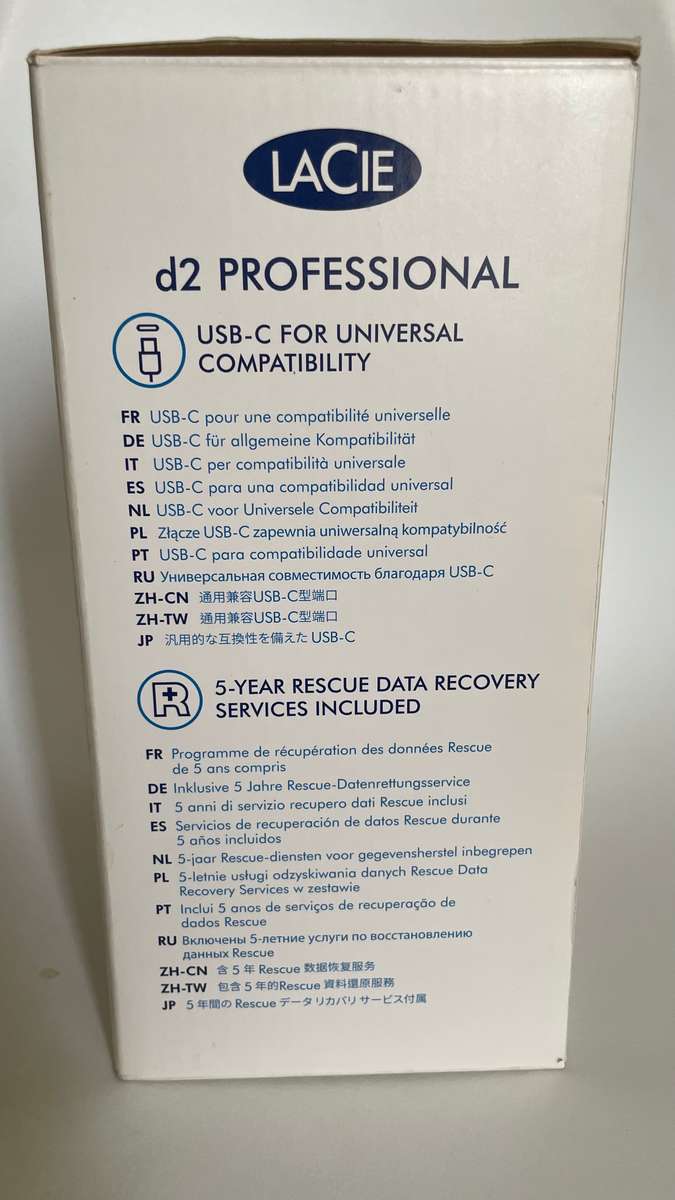 LACIE
d2 PROFESSIONAL
USB-C FOR UNIVERSAL
COMPATIBILITY
FR USB-C pour une compatibilité universelle
DE USB-C für allgemeine Kompatibilität
IT USB-C per compatibilità universale
ES USB-C para una compatibilidad universal
NL USB-C voor Universele Compatibiliteit
PL Złącze USB-C zapewnia uniwersalną kompatybilność
PT USB-C para compatibilidade universal
RU Универсальная совместимость благодаря USB-C
ZH-CN 通用兼容USB-C型端口
ZH-TW 通用兼容USB-C型端口
JP 汎用的な互換性を備えた USB-C
R
5-YEAR RESCUE DATA RECOVERY
SERVICES INCLUDED
FR Programme de récupération des données Rescue
de 5 ans compris
DE Inklusive 5 Jahre Rescue-Datenrettungsservice
IT 5 anni di servizio recupero dati Rescue inclusi
ES Servicios de recuperación de datos Rescue durante
5 años incluidos
NL 5-jaar Rescue-diensten voor gegevensherstel inbegrepen
PL 5-letnie usługi odzyskiwania danych Rescue Data
Recovery Services w zestawie
PT Inclui 5 anos de serviços de recuperação de
dados Rescue
RU Включены 5-летние услуги по восстановлению
данных Rescue
ZH-CN 含 5 年 Rescue 数据恢复服务
ZH-TW 包含 5 年的Rescue 資料還原服務
JP 5 年間の Rescue データリカバリ サービス付属